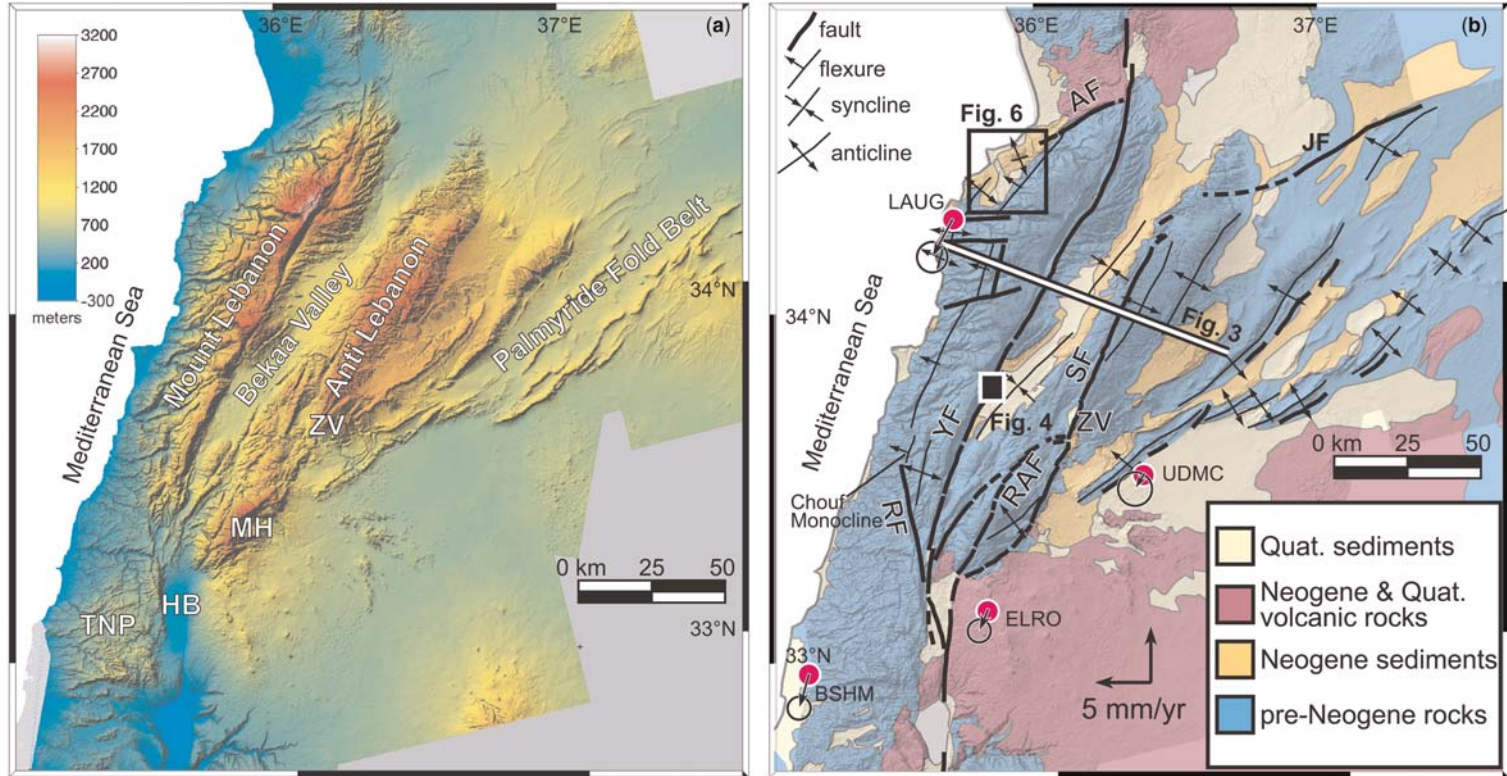 36°E
37°E
(a)
3200
2700
2200
1700
1200
700
200
-300
meters
Mount Lebanon
Bekaa Valley
Anti Lebanon
Palmyride Fold Belt
Mediterranean Sea
34°N
ZV
MH
HB
TNP
0 km 25 50
33°N
36°E
37°E
(b)
fault
flexure
syncline
anticline
AF
Fig. 6
JF
LAUG
34°N
Mediterranean Sea
Fig. 3
SF
Fig. 4
YF
ZV
RAF
RF
Chouf
Monocline
UDMC
0 km 25 50
ELRO
33°N
BSHM
5 mm/yr
Quat. sediments
Neogene & Quat.
volcanic rocks
Neogene sediments
pre-Neogene rocks